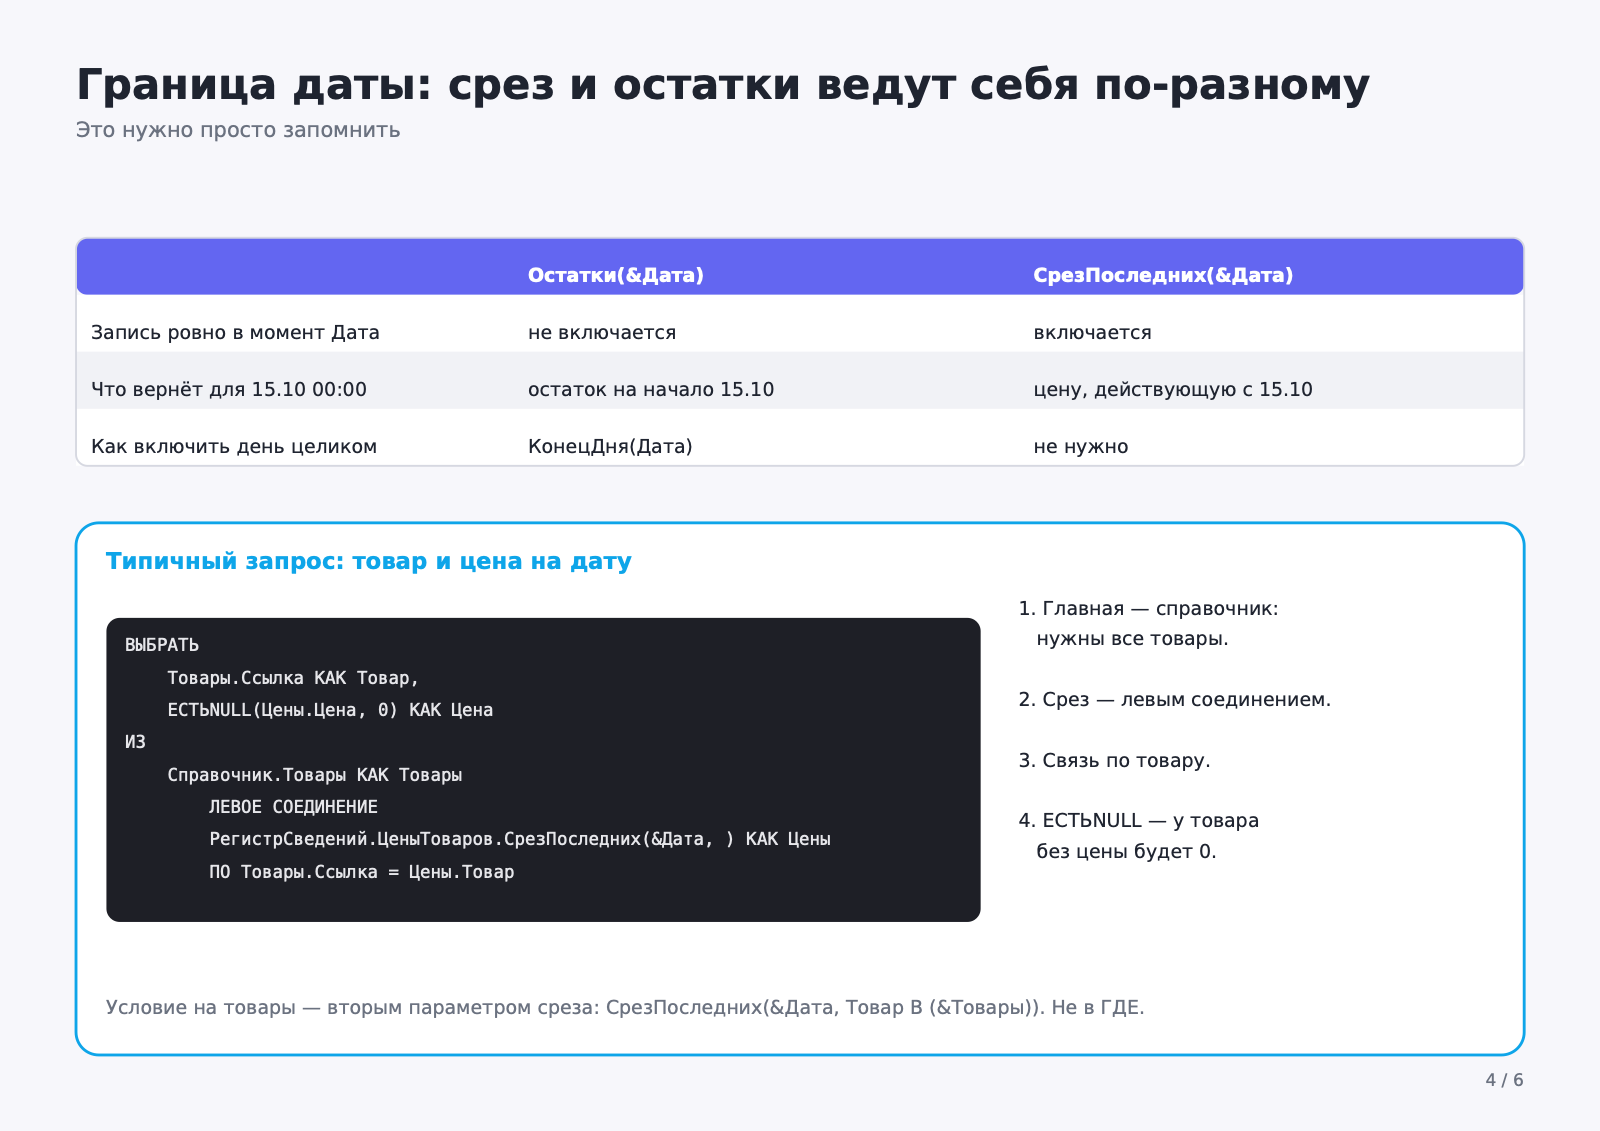 Граница даты: срез и остатки ведут себя по-разному
Это нужно просто запомнить
Остатки(&Дата) СрезПоследних(&Дата)
Запись ровно в момент Дата не включается включается
Что вернёт для 15.10 00:00 остаток на начало 15.10 цену, действующую с 15.10
Как включить день целиком КонецДня(Дата) не нужно
Типичный запрос: товар и цена на дату
ВЫБРАТЬ
    Товары.Ссылка КАК Товар,
    ЕСТЬNULL(Цены.Цена, 0) КАК Цена
ИЗ
    Справочник.Товары КАК Товары
        ЛЕВОЕ СОЕДИНЕНИЕ
        РегистрСведений.ЦеныТоваров.СрезПоследних(&Дата, ) КАК Цены
        ПО Товары.Ссылка = Цены.Товар
1. Главная — справочник:
нужны все товары.
2. Срез — левым соединением.
3. Связь по товару.
4. ЕСТЬNULL — у товара
без цены будет 0.
Условие на товары — вторым параметром среза: СрезПоследних(&Дата, Товар В (&Товары)). Не в ГДЕ.
4 / 6